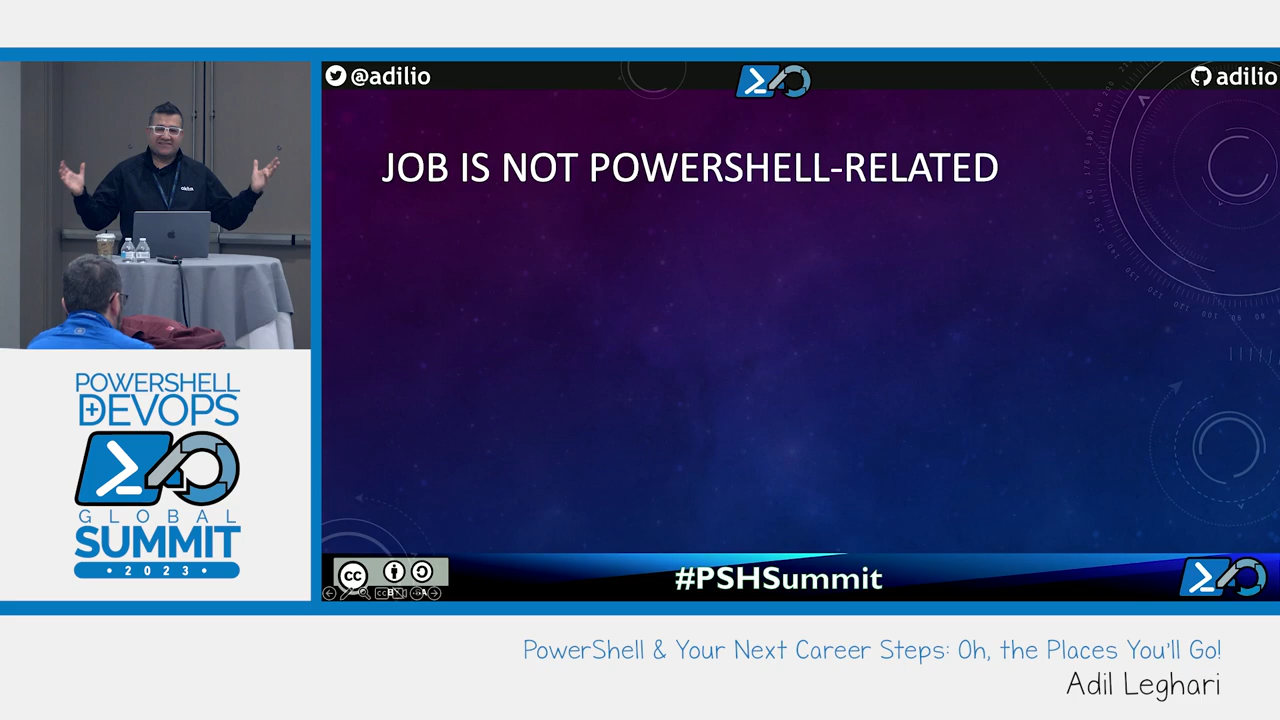 @adilio
adilio
JOB IS NOT POWERSHELL-RELATED
POWERSHELL
+DEVOPS
GLOBAL
SUMMIT
• 2023 •
cc
#PSHSummit
PowerShell & Your Next Career Steps: Oh, the Places You'll Go!
Adil Leghari